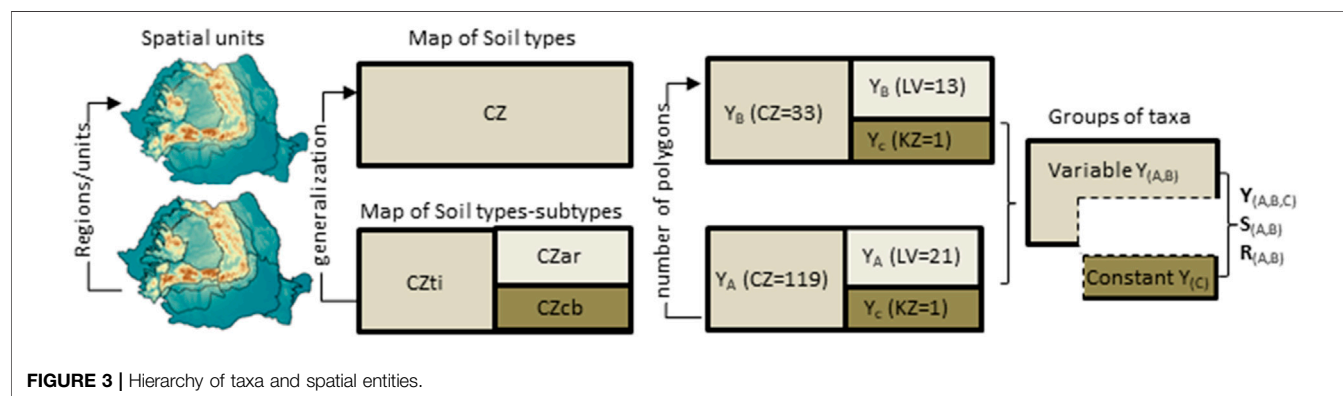 Spatial units
Regions/units
Map of Soil types
CZ
generalization
Map of Soil types-subtypes
CZti
CZar
CZcb
number of polygons
Y_B (CZ=33)
Y_B (LV=13)
Y_c (KZ=1)
Y_A (CZ=119)
Y_A (LV=21)
Y_c (KZ=1)
Groups of taxa
Variable Y_(A,B)
Constant Y_(C)
Y_(A,B,C)
S_(A,B)
R_(A,B)
FIGURE 3 | Hierarchy of taxa and spatial entities.